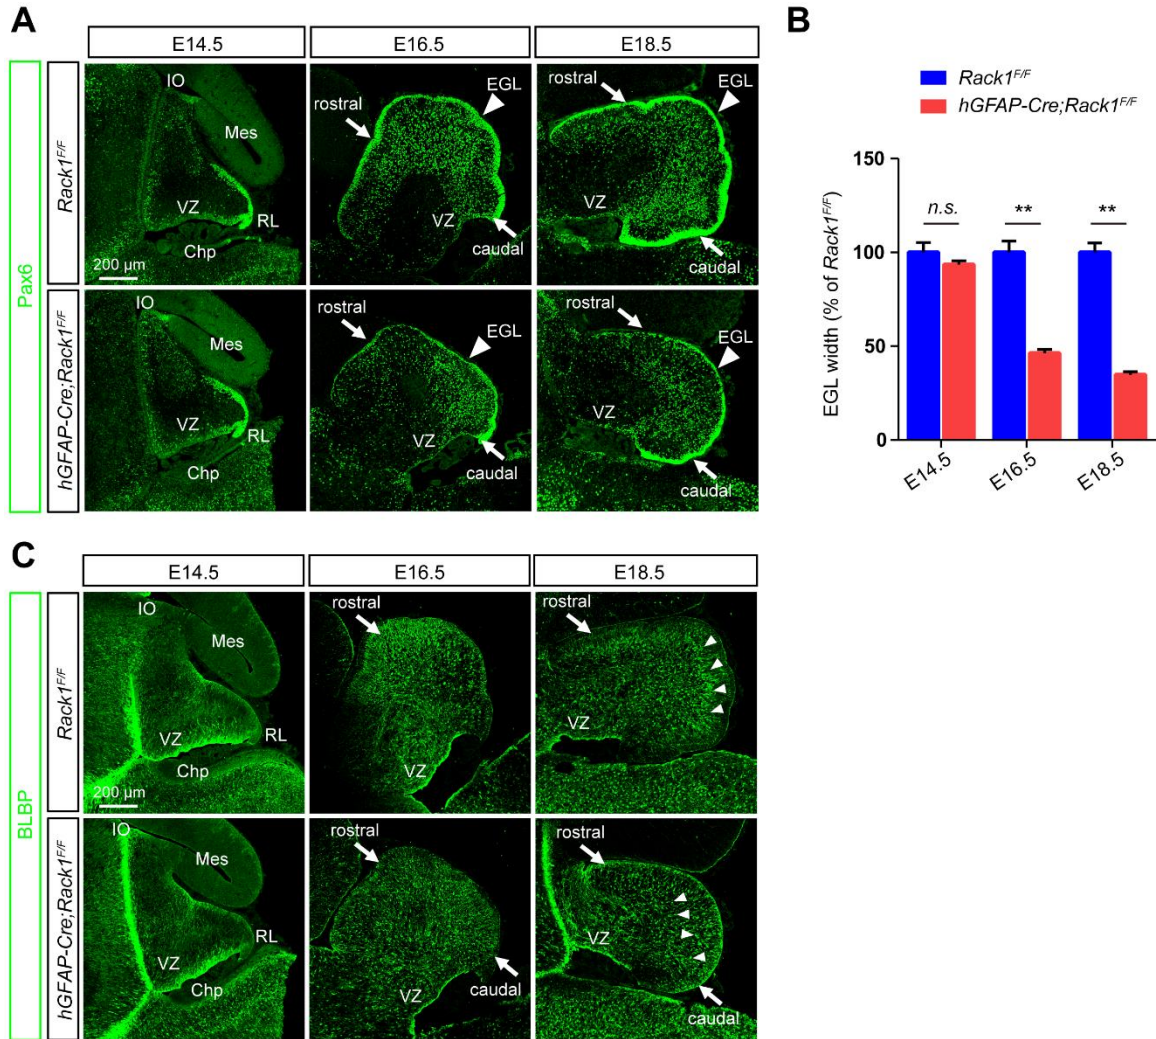 A
E14.5
E16.5
E18.5
Pax6
Rack1F/F
IO
Mes
VZ
RL
Chp
200 µm
rostral
EGL
VZ
caudal
rostral
EGL
VZ
caudal
hGFAP-Cre;Rack1F/F
IO
Mes
VZ
RL
Chp
rostral
EGL
VZ
caudal
rostral
EGL
VZ
caudal
B
Rack1F/F
hGFAP-Cre;Rack1F/F
EGL width (% of Rack1F/F)
150
100
50
0
n.s.
**
**
E14.5
E16.5
E18.5
C
E14.5
E16.5
E18.5
BLBP
Rack1F/F
IO
Mes
VZ
RL
Chp
200 µm
rostral
VZ
rostral
VZ
hGFAP-Cre;Rack1F/F
IO
Mes
VZ
RL
Chp
rostral
VZ
caudal
rostral
VZ
caudal